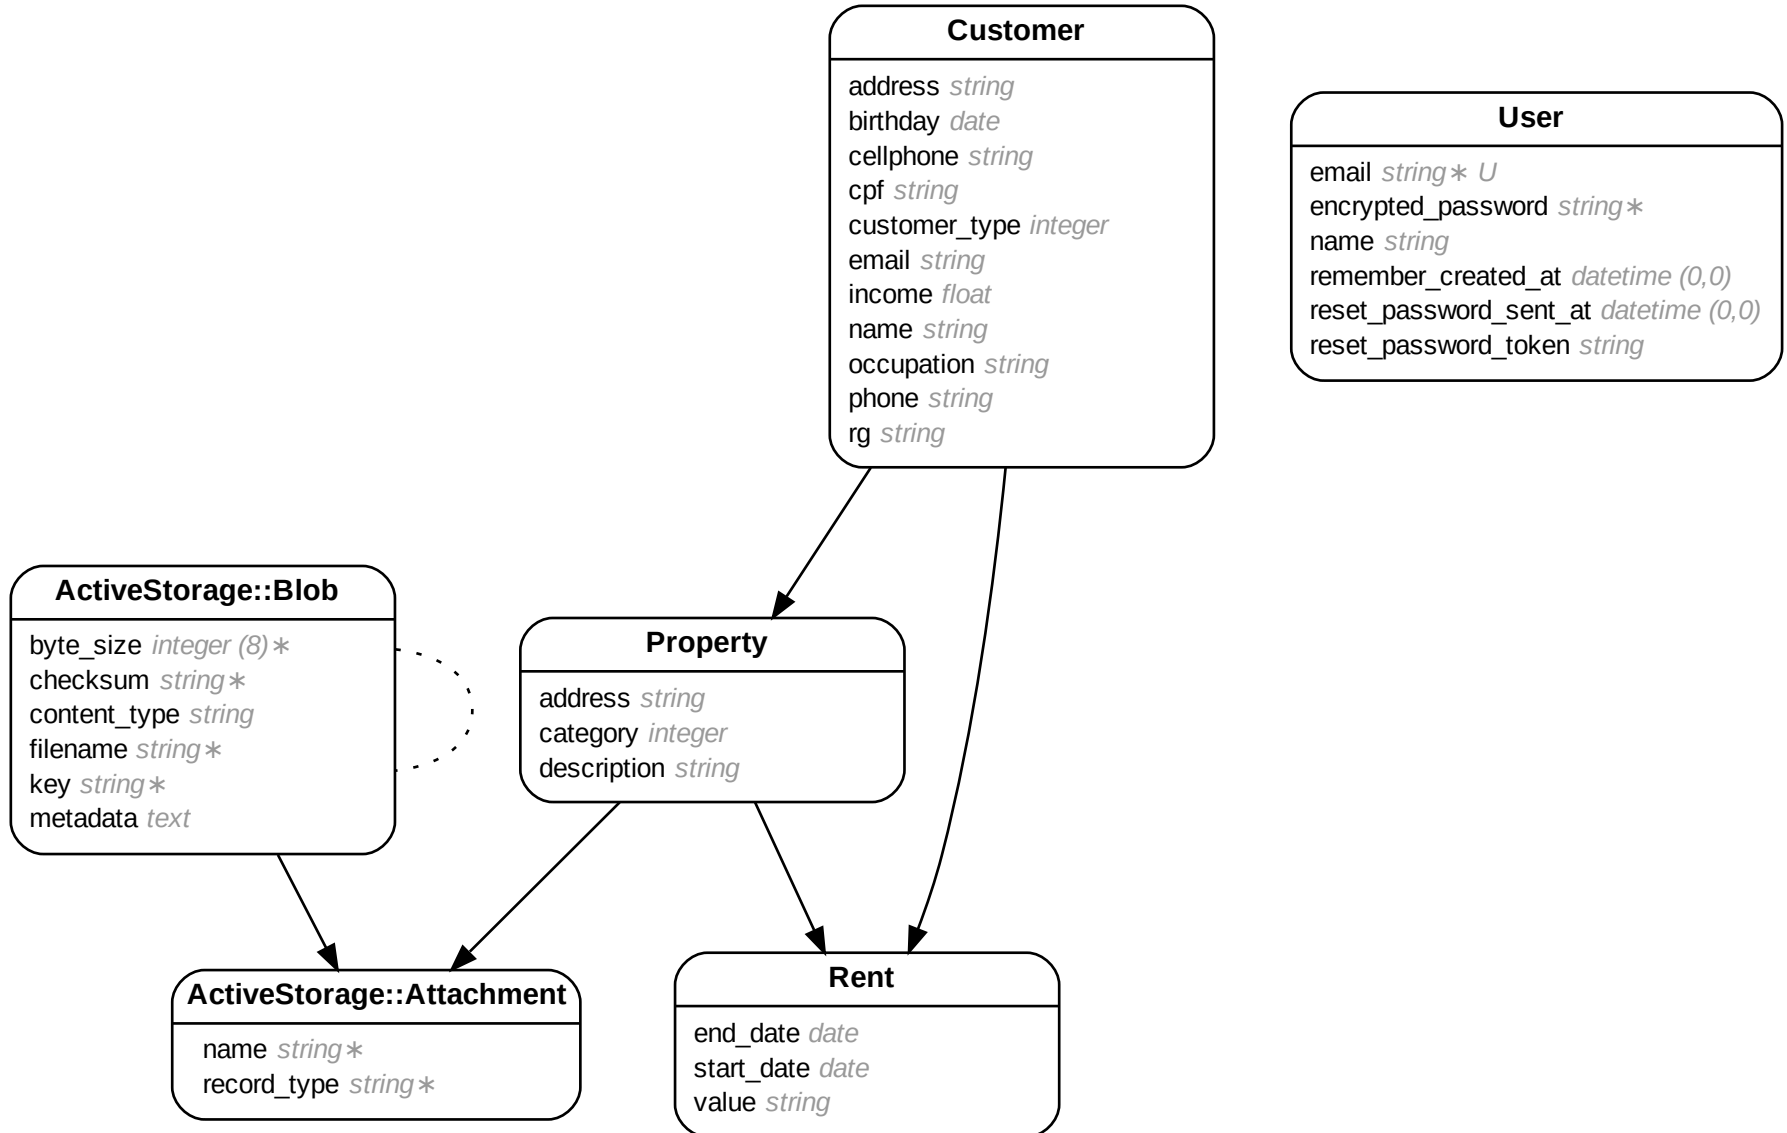 Customer
address string
birthday date
cellphone string
cpf string
customer_type integer
email string
income float
name string
occupation string
phone string
rg string
User
email string∗ U
encrypted_password string∗
name string
remember_created_at datetime (0,0)
reset_password_sent_at datetime (0,0)
reset_password_token string
ActiveStorage::Blob
byte_size integer (8)∗
checksum string∗
content_type string
filename string∗
key string∗
metadata text
Property
address string
category integer
description string
ActiveStorage::Attachment
name string∗
record_type string∗
Rent
end_date date
start_date date
value string